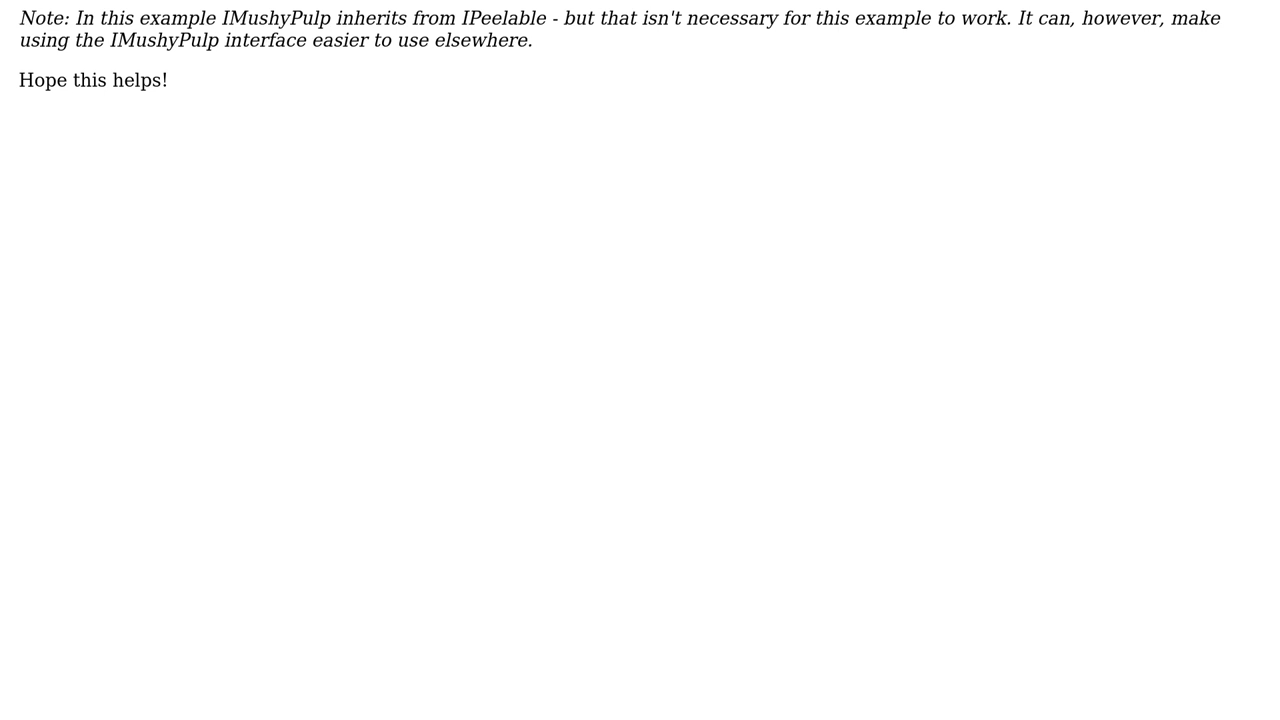 Note: In this example IMushyPulp inherits from IPeelable - but that isn't necessary for this example to work. It can, however, make
using the IMushyPulp interface easier to use elsewhere.
Hope this helps!